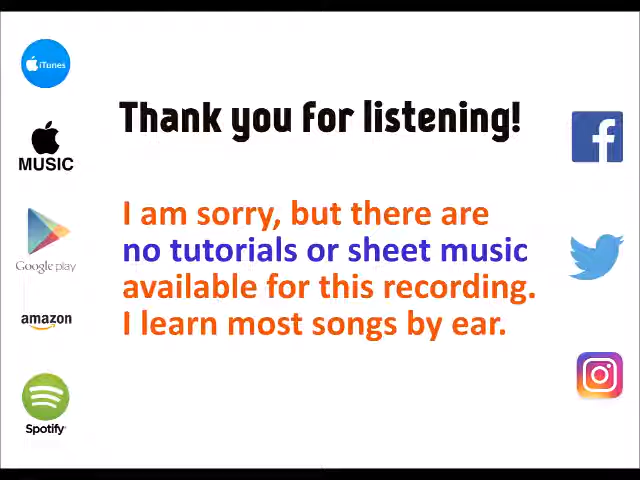 iTunes
Thank you for listening!
MUSIC
I am sorry, but there are
no tutorials or sheet music
available for this recording.
I learn most songs by ear.
Google play
amazon
Spotify